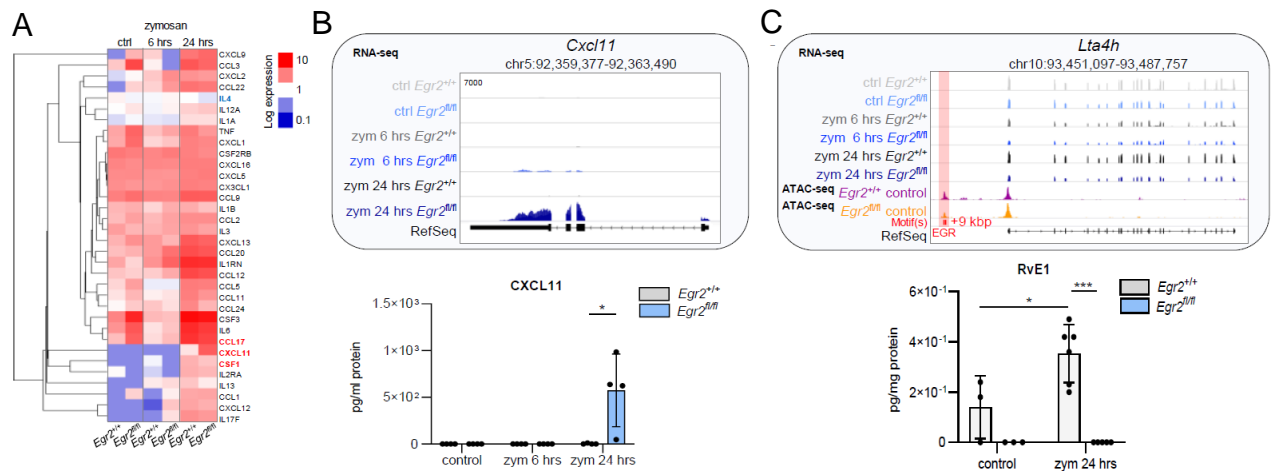 A
zymosan
ctrl 6 hrs 24 hrs
CXCL9
CCL3
CXCL2
CCL22
IL4
IL12A
IL1A
TNF
CXCL1
CSF2RB
CXCL16
CXCL5
CX3CL1
CCL9
IL1B
CCL2
IL3
CXCL13
CCL20
IL1RN
CCL12
CCL5
CCL11
CCL24
CSF3
IL6
CCL17
CXCL11
CSF1
IL2RA
IL13
CCL1
CXCL12
IL17F
Egr2+/+ Egr2fl/fl Egr2+/+ Egr2fl/fl Egr2+/+ Egr2fl/fl
Log expression
10
1
0.1
B
RNA-seq
Cxcl11
chr5:92,359,377-92,363,490
7000
ctrl Egr2+/+
ctrl Egr2fl/fl
zym 6 hrs Egr2+/+
zym 6 hrs Egr2fl/fl
zym 24 hrs Egr2+/+
zym 24 hrs Egr2fl/fl
RefSeq
CXCL11
Egr2+/+
Egr2fl/fl
pg/ml protein
1.5×10³
1×10³
5×10²
0
*
control zym 6 hrs zym 24 hrs
C
RNA-seq
Lta4h
chr10:93,451,097-93,487,757
ctrl Egr2+/+
ctrl Egr2fl/fl
zym 6 hrs Egr2+/+
zym 6 hrs Egr2fl/fl
zym 24 hrs Egr2+/+
zym 24 hrs Egr2fl/fl
ATAC-seq Egr2+/+ control
ATAC-seq Egr2fl/fl control
Motif(s) +9 kbp
EGR
RefSeq
RvE1
Egr2+/+
Egr2fl/fl
pg/mg protein
6×10⁻¹
4×10⁻¹
2×10⁻¹
0
* ***
control zym 24 hrs